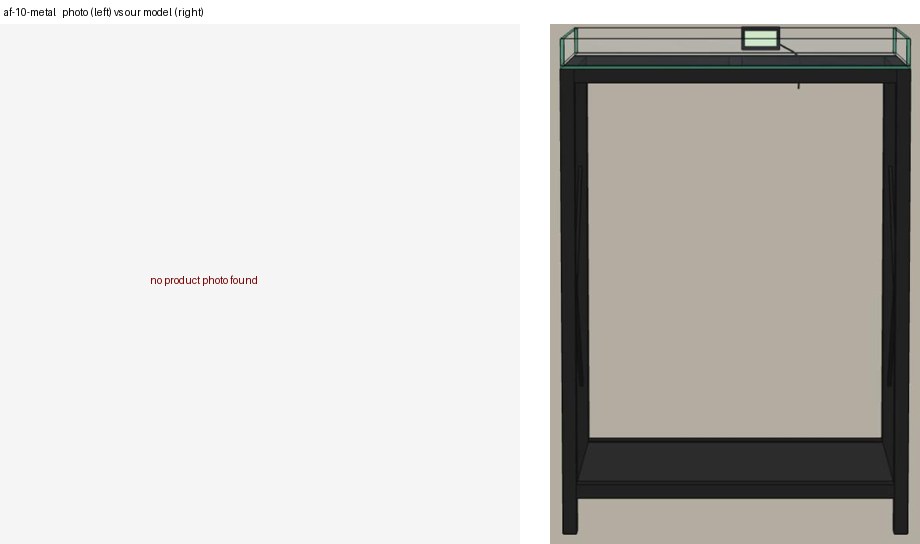 af-10-metal photo (left) vs our model (right)
no product photo found